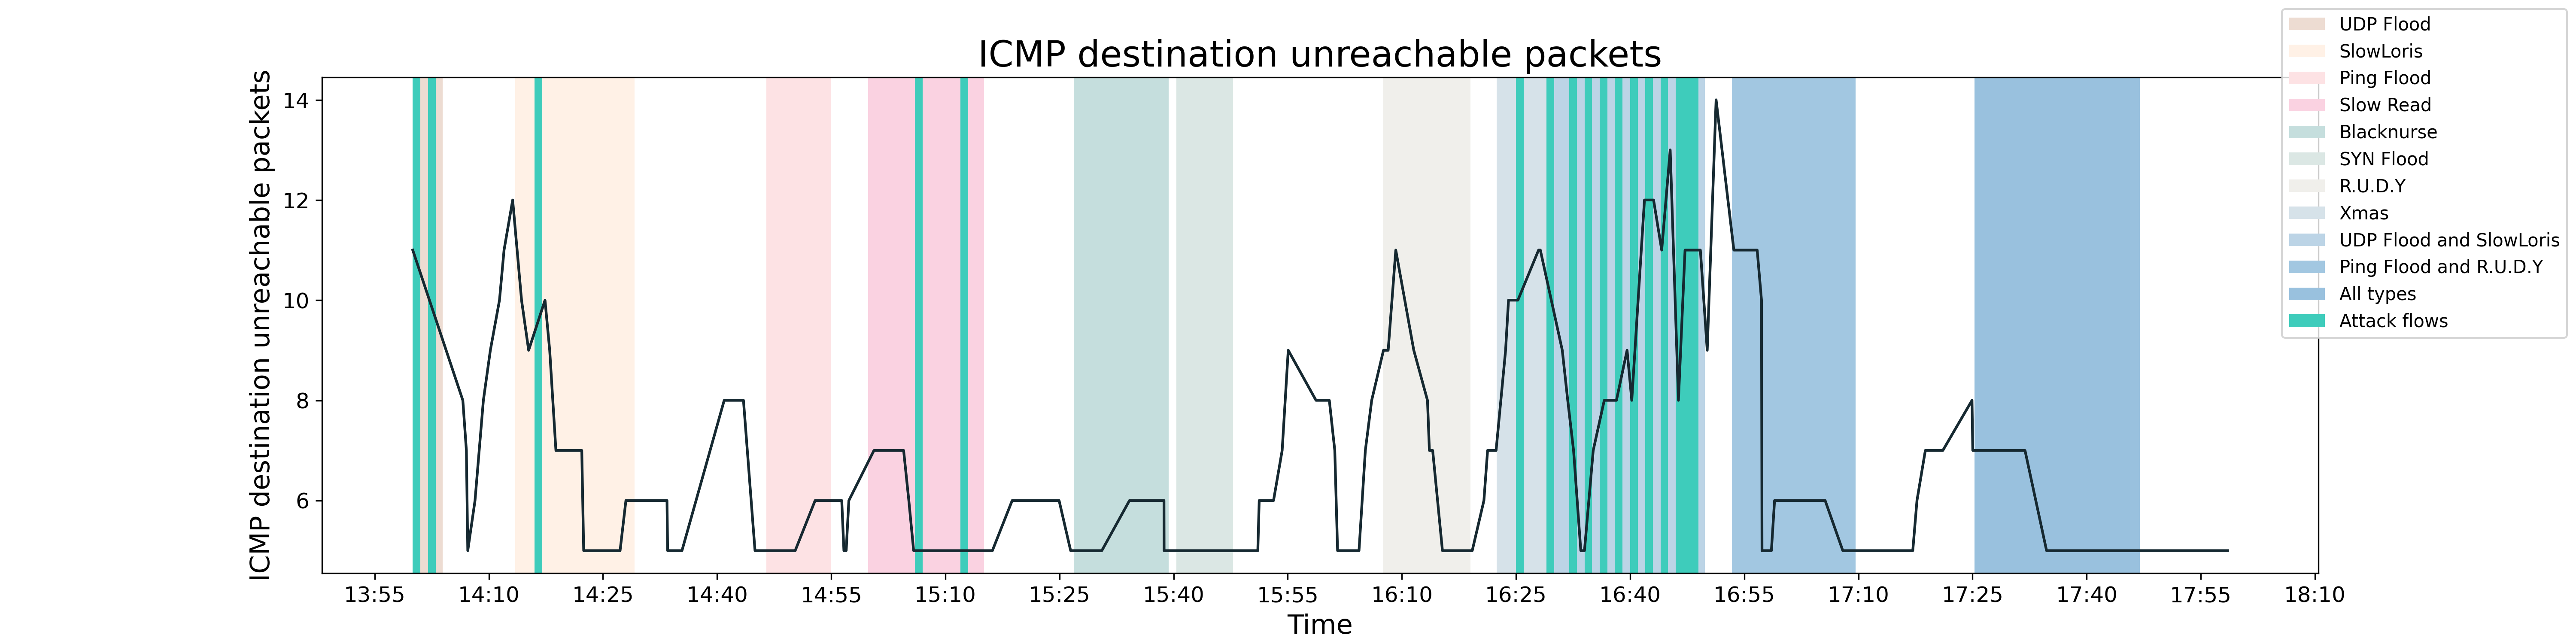 ICMP destination unreachable packets
ICMP destination unreachable packets
14
12
10
8
6
13:55 14:10 14:25 14:40 14:55 15:10 15:25 15:40 15:55 16:10 16:25 16:40 16:55 17:10 17:25 17:40 17:55 18:10
Time
UDP Flood
SlowLoris
Ping Flood
Slow Read
Blacknurse
SYN Flood
R.U.D.Y
Xmas
UDP Flood and SlowLoris
Ping Flood and R.U.D.Y
All types
Attack flows